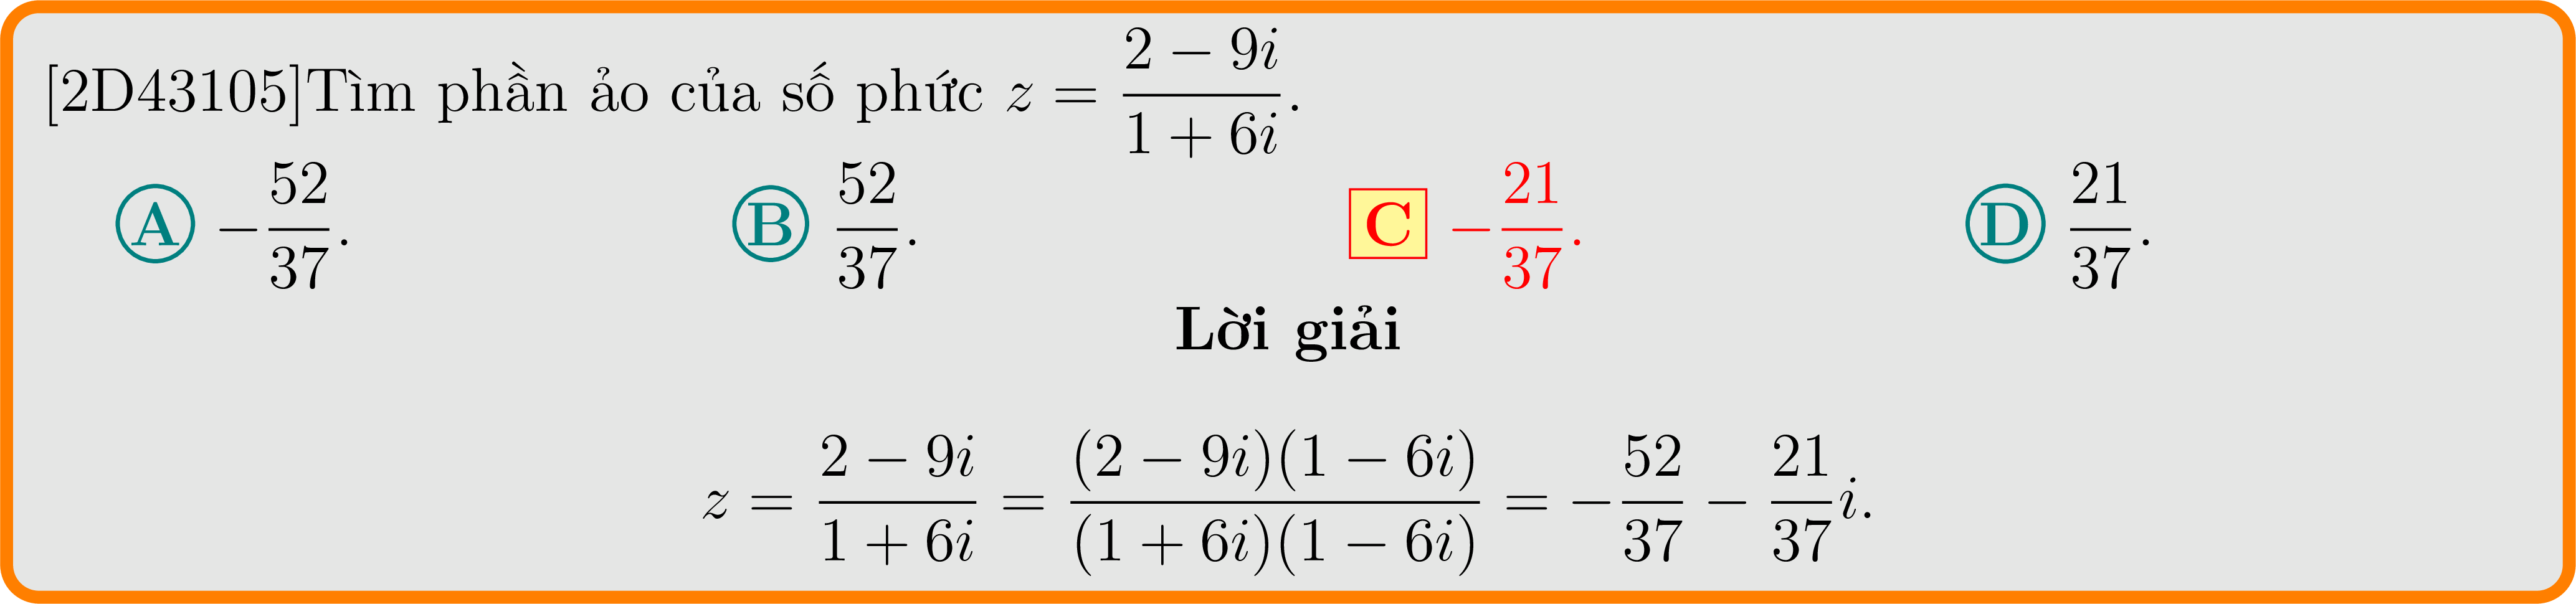 [2D43105]Tìm phần ảo của số phức z = \frac{2 - 9i}{1 + 6i}.
A -\frac{52}{37}. B \frac{52}{37}. C -\frac{21}{37}. D \frac{21}{37}.
Lời giải
z = \frac{2 - 9i}{1 + 6i} = \frac{(2 - 9i)(1 - 6i)}{(1 + 6i)(1 - 6i)} = -\frac{52}{37} - \frac{21}{37}i.